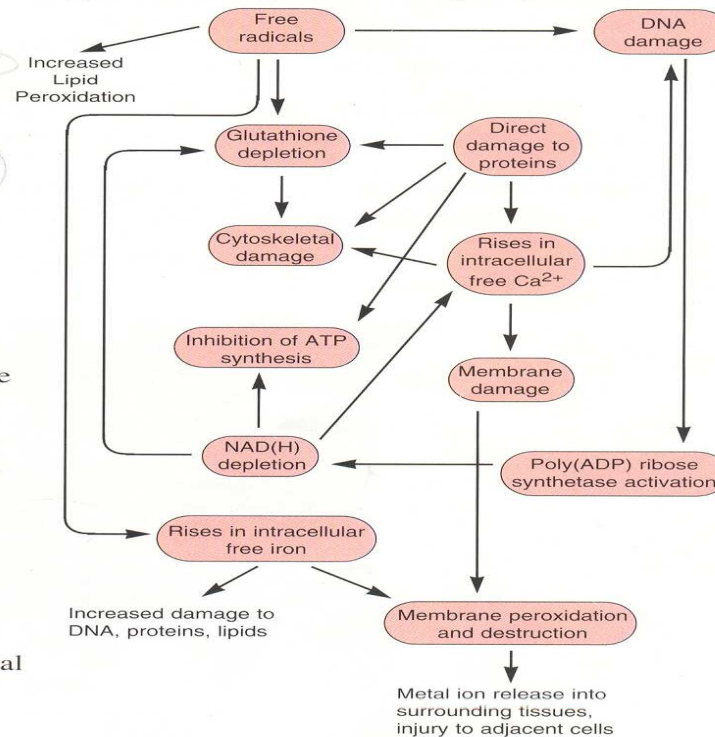 Free
radicals
DNA
damage
Increased
Lipid
Peroxidation
Glutathione
depletion
Direct
damage to
proteins
Cytoskeletal
damage
Rises in
intracellular
free Ca2+
Inhibition of ATP
synthesis
e
Membrane
damage
NAD(H)
depletion
Poly(ADP) ribose
synthetase activation
Rises in intracellular
free iron
Increased damage to
DNA, proteins, lipids
Membrane peroxidation
and destruction
al
Metal ion release into
surrounding tissues,
injury to adjacent cells